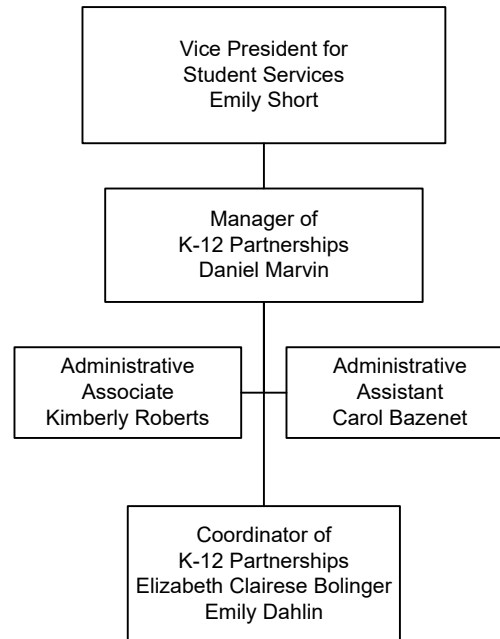 Vice President for
Student Services
Emily Short
Manager of
K-12 Partnerships
Daniel Marvin
Administrative
Associate
Kimberly Roberts
Administrative
Assistant
Carol Bazenet
Coordinator of
K-12 Partnerships
Elizabeth Clairese Bolinger
Emily Dahlin